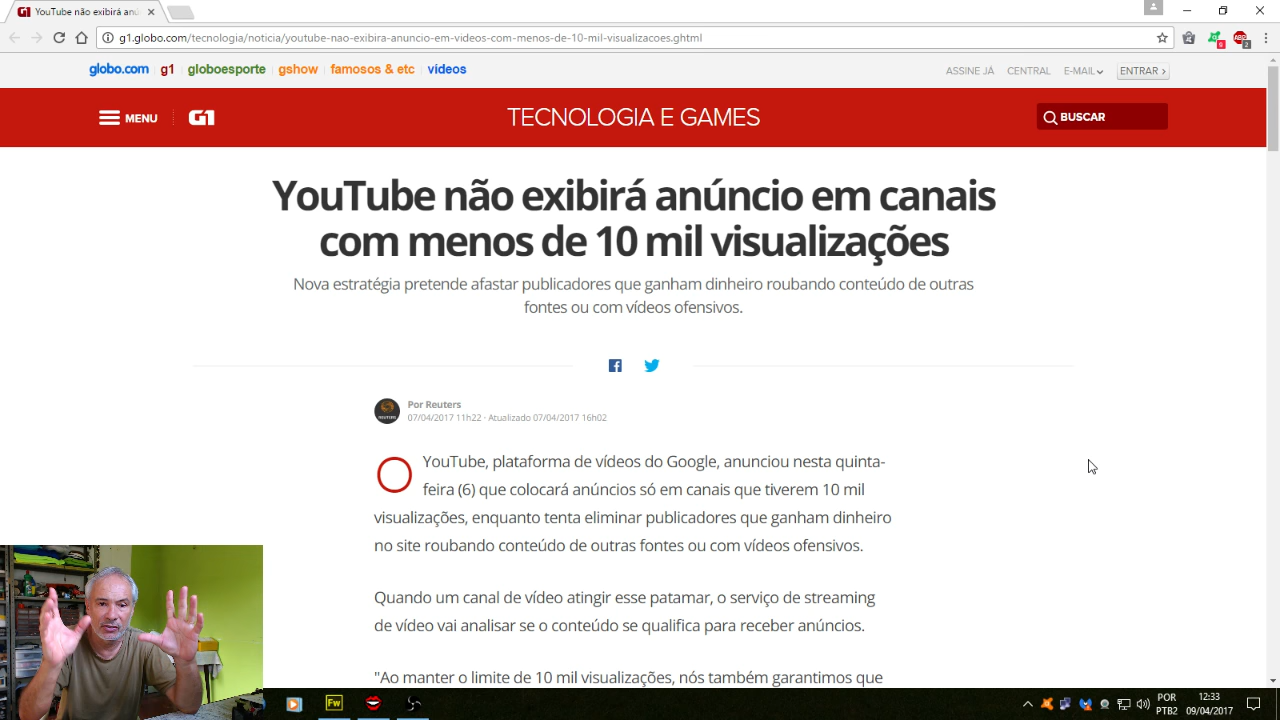 G1 YouTube não exibirá anú
g1.globo.com/tecnologia/noticia/youtube-nao-exibira-anuncio-em-videos-com-menos-de-10-mil-visualizacoes.ghtml
globo.com g1 globoesporte gshow famosos & etc vídeos
ASSINE JÁ CENTRAL E-MAIL ENTRAR
MENU G1 TECNOLOGIA E GAMES BUSCAR
YouTube não exibirá anúncio em canais
com menos de 10 mil visualizações
Nova estratégia pretende afastar publicadores que ganham dinheiro roubando conteúdo de outras
fontes ou com vídeos ofensivos.
Por Reuters
07/04/2017 11h22 · Atualizado 07/04/2017 16h02
O YouTube, plataforma de vídeos do Google, anunciou nesta quinta-
feira (6) que colocará anúncios só em canais que tiverem 10 mil
visualizações, enquanto tenta eliminar publicadores que ganham dinheiro
no site roubando conteúdo de outras fontes ou com vídeos ofensivos.
Quando um canal de vídeo atingir esse patamar, o serviço de streaming
de vídeo vai analisar se o conteúdo se qualifica para receber anúncios.
"Ao manter o limite de 10 mil visualizações, nós também garantimos que
Fw
POR 12:33
PTB2 09/04/2017